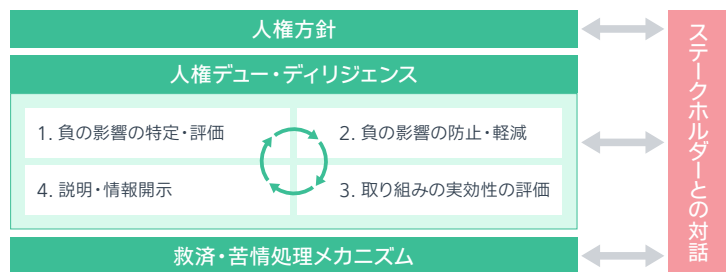 人権方針
人権デュー・ディリジェンス
1. 負の影響の特定・評価
2. 負の影響の防止・軽減
4. 説明・情報開示
3. 取り組みの実効性の評価
救済・苦情処理メカニズム
ステークホルダーとの対話